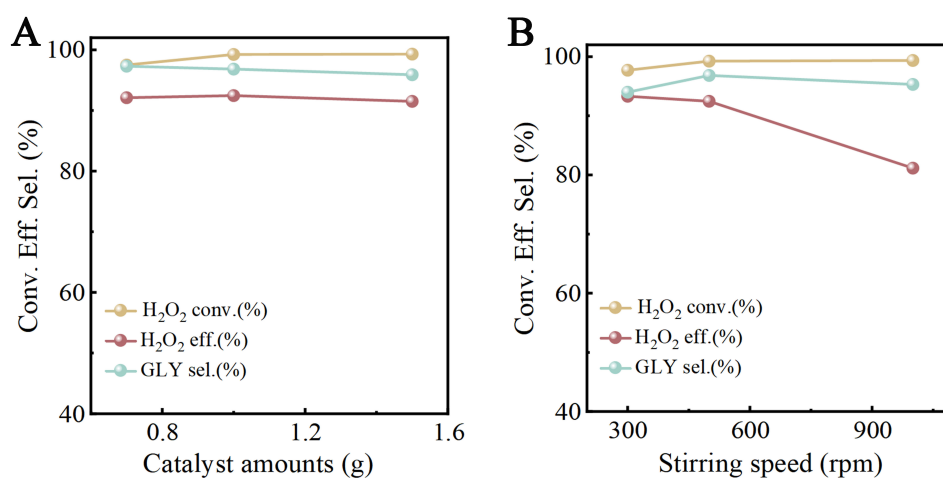 A
100
80
60
40
Conv. Eff. Sel. (%)
H₂O₂ conv.(%)
H₂O₂ eff.(%)
GLY sel.(%)
0.8 1.2 1.6
Catalyst amounts (g)
B
100
80
60
40
Conv. Eff. Sel. (%)
H₂O₂ conv.(%)
H₂O₂ eff.(%)
GLY sel.(%)
300 600 900
Stirring speed (rpm)